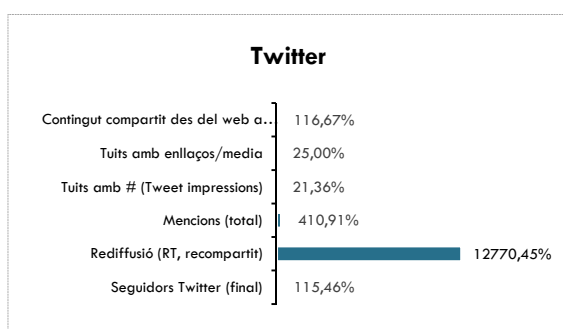 Twitter
Contingut compartit des del web a… 116,67%
Tuits amb enllaços/media 25,00%
Tuits amb # (Tweet impressions) 21,36%
Mencions (total) 410,91%
Rediffusió (RT, recompartit) 12770,45%
Seguidors Twitter (final) 115,46%